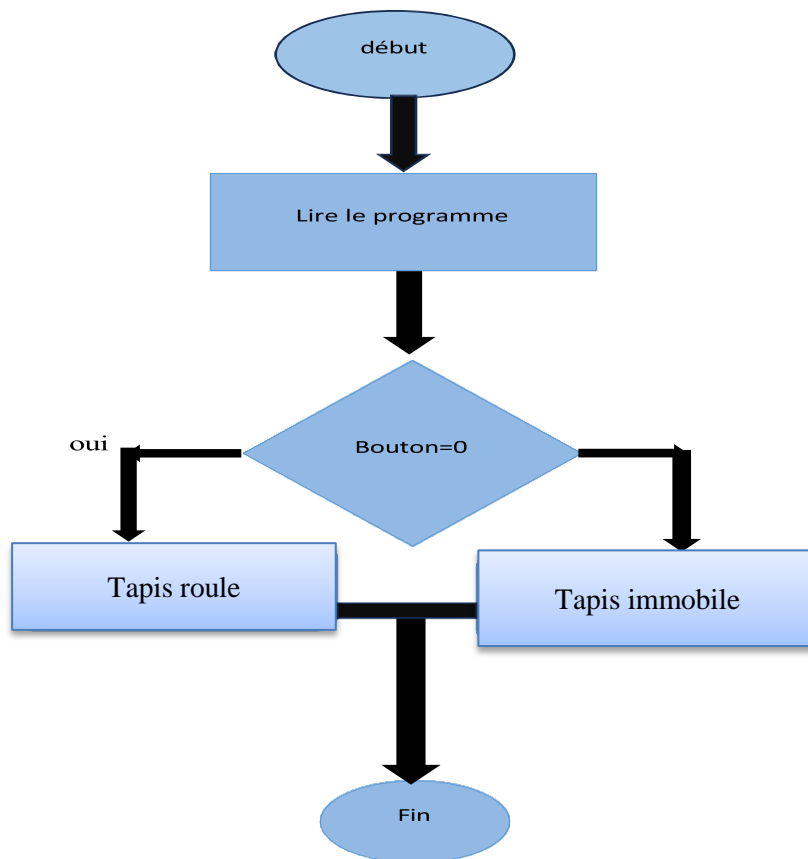 début
Lire le programme
Bouton=0
oui
Tapis roule
Tapis immobile
Fin